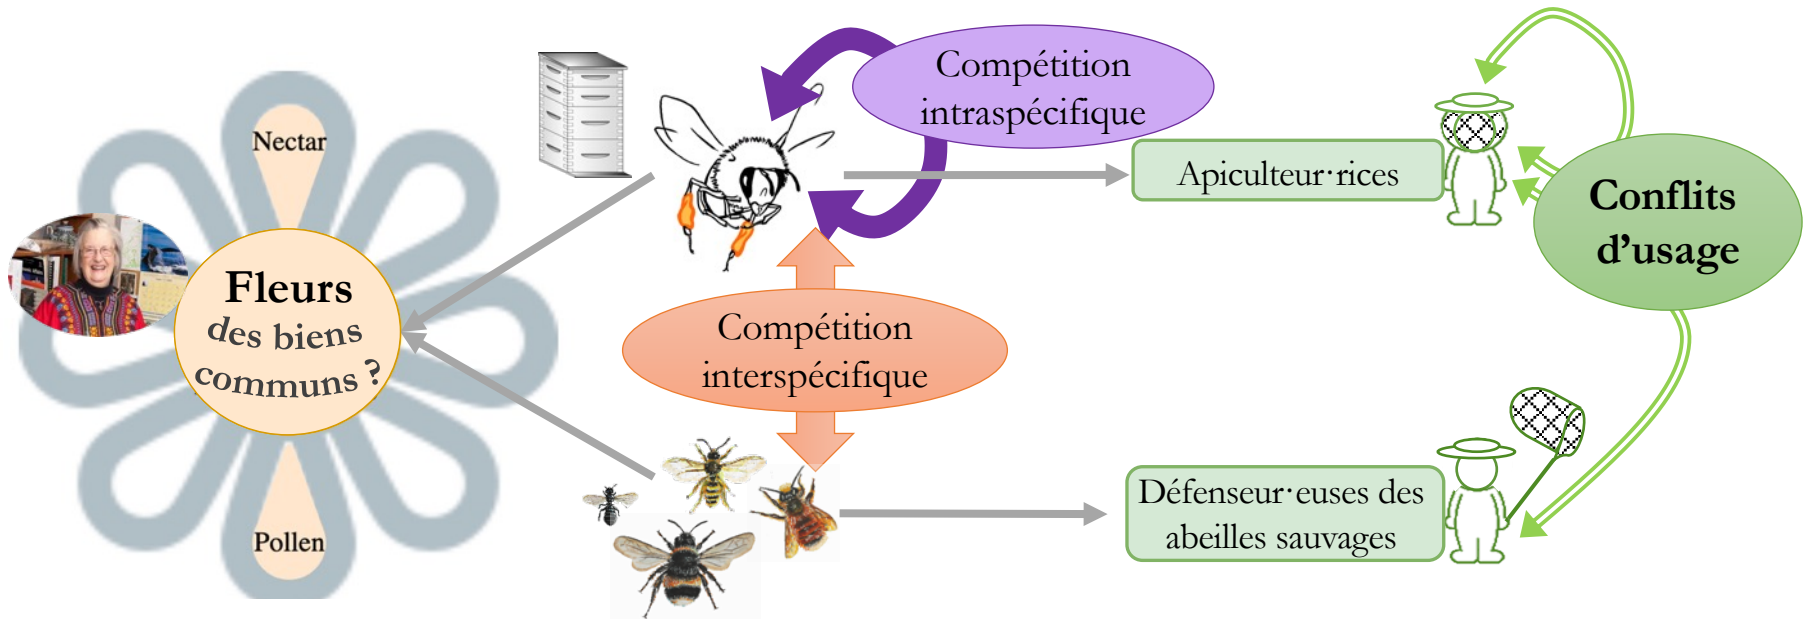 Nectar
Fleurs
des biens
communs ?
Pollen
Compétition
intraspécifique
Compétition
interspécifique
Apiculteur·rices
Défenseur·euses des
abeilles sauvages
Conflits
d’usage